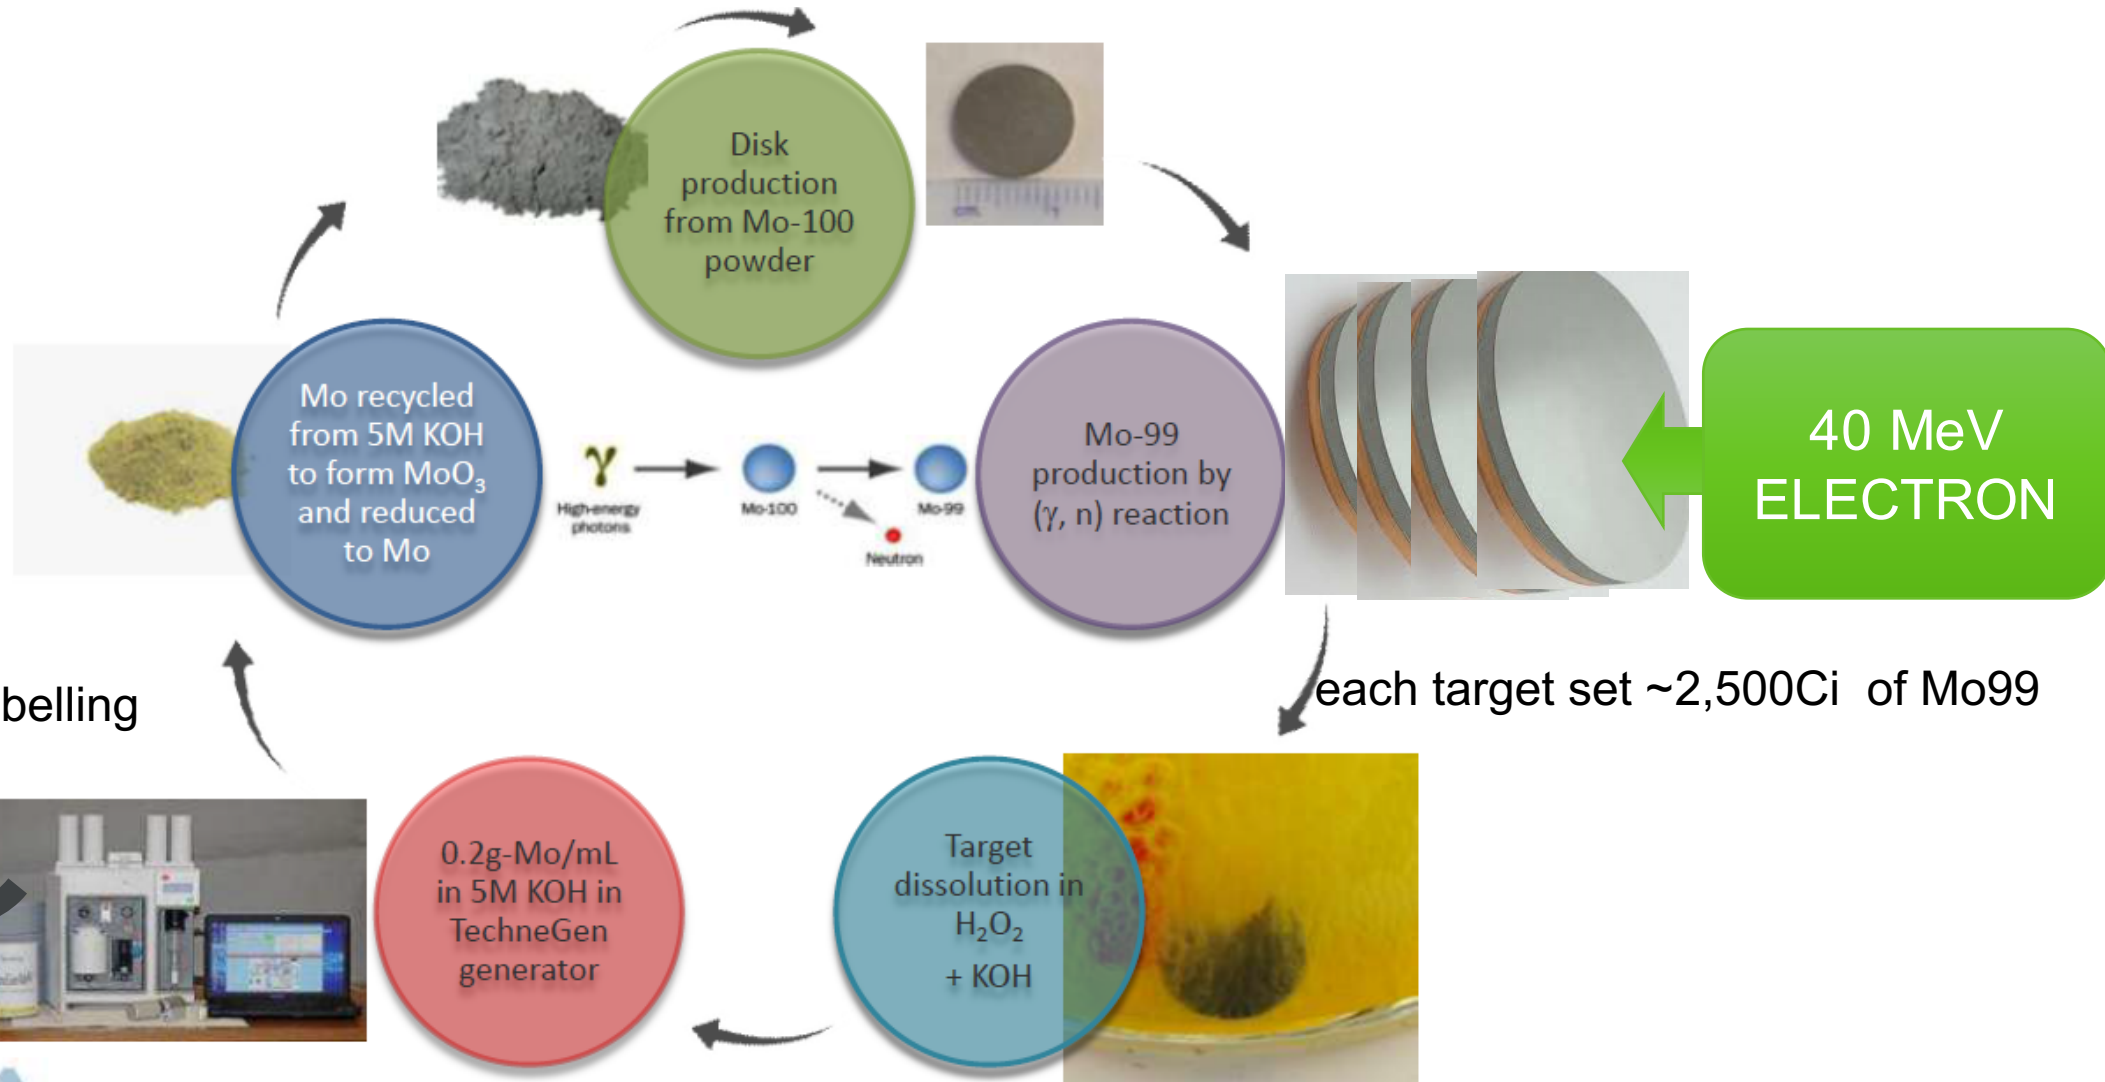 Disk
production
from Mo-100
powder
Mo recycled
from 5M KOH
to form MoO₃
and reduced
to Mo
γ
High-energy
photons
Mo-100
Mo-99
Neutron
Mo-99
production by
(γ, n) reaction
40 MeV
ELECTRON
belling
each target set ~2,500Ci of Mo99
0.2g-Mo/mL
in 5M KOH in
TechneGen
generator
Target
dissolution in
H₂O₂
+ KOH